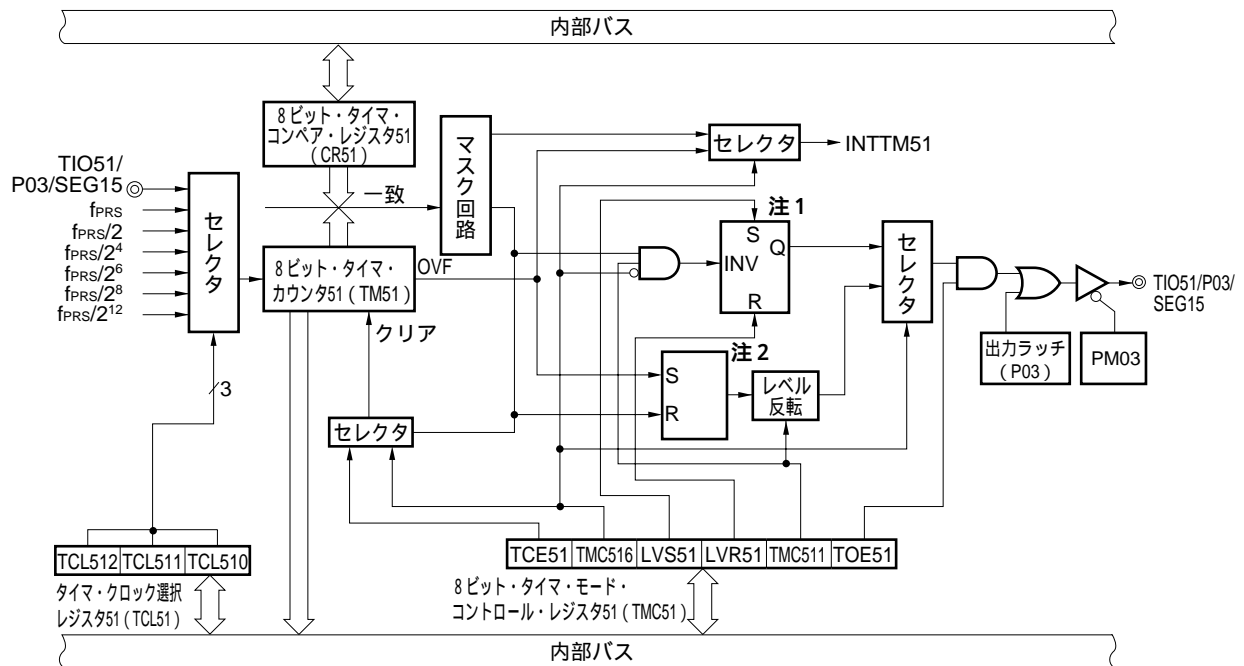 内部バス
8ビット・タイマ・
コンペア・レジスタ51
(CR51)
マスク回路
セレクタ
INTTM51
TIO51/
P03/SEG15
fPRS
fPRS/2
fPRS/2⁴
fPRS/2⁶
fPRS/2⁸
fPRS/2¹²
セレクタ
一致
8ビット・タイマ・
カウンタ51(TM51)
OVF
クリア
注1
S
Q
INV
R
セレクタ
TIO51/P03/
SEG15
出力ラッチ
(P03)
PM03
注2
S
R
レベル
反転
3
セレクタ
TCL512 TCL511 TCL510
タイマ・クロック選択
レジスタ51(TCL51)
TCE51 TMC516 LVS51 LVR51 TMC511 TOE51
8ビット・タイマ・モード・
コントロール・レジスタ51(TMC51)
内部バス